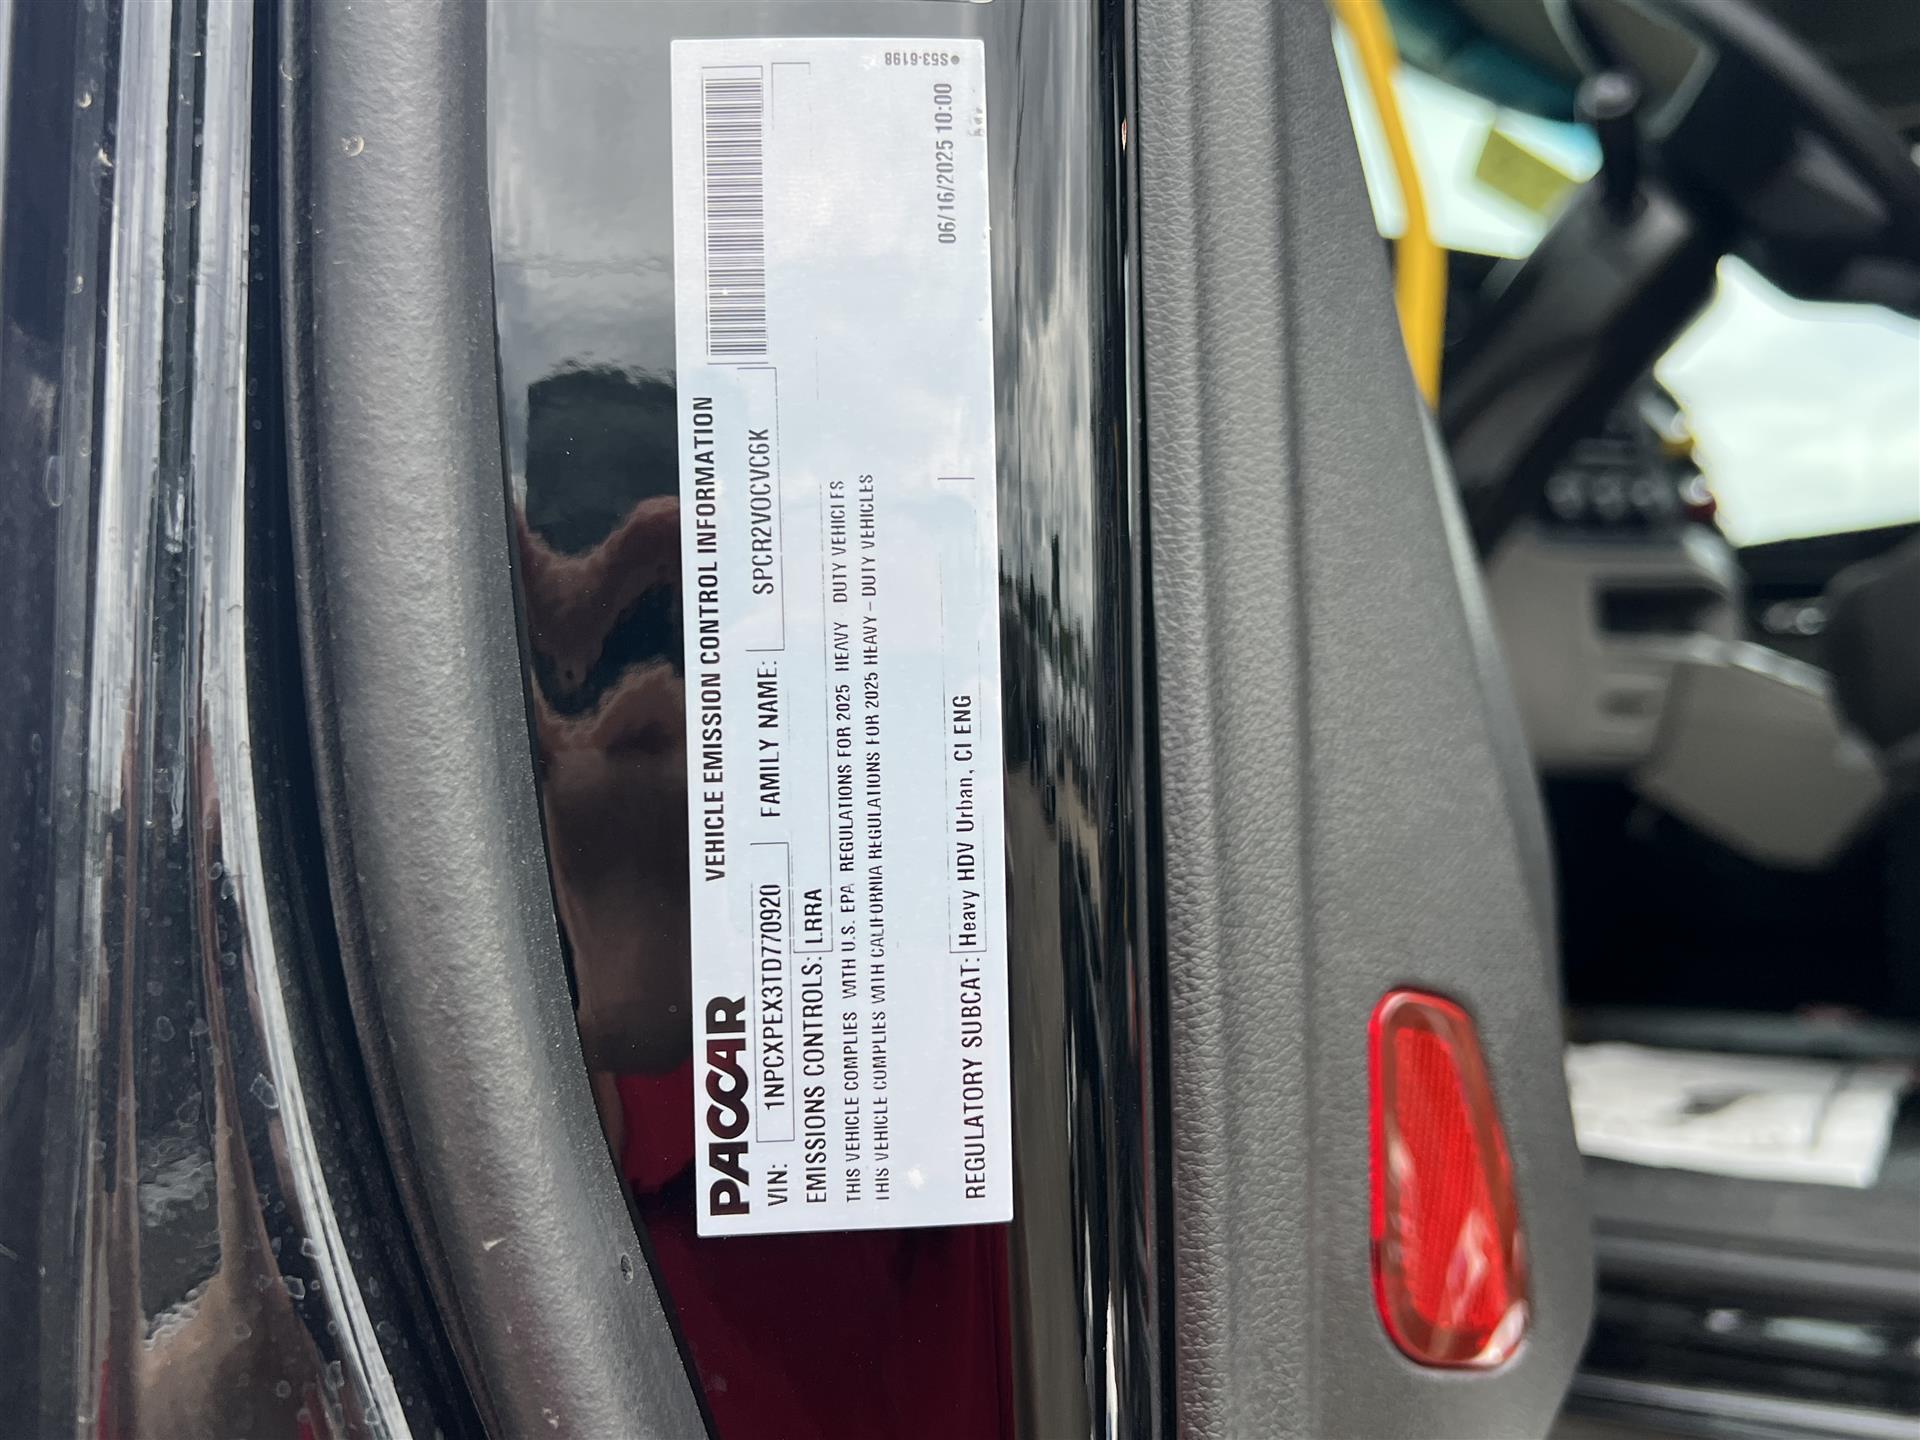 S53-6198
PACCAR VEHICLE EMISSION CONTROL INFORMATION
VIN: 1NPCXPEX3TD770920 FAMILY NAME: SPCR2VOCVC6K
EMISSIONS CONTROLS: LRRA
THIS VEHICLE COMPLIES WITH U.S. EPA REGULATIONS FOR 2025 HEAVY DUTY VEHICLES
THIS VEHICLE COMPLIES WITH CALIFORNIA REGULATIONS FOR 2025 HEAVY - DUTY VEHICLES
06/16/2025 10:00
REGULATORY SUBCAT: Heavy HDV Urban, CI ENG